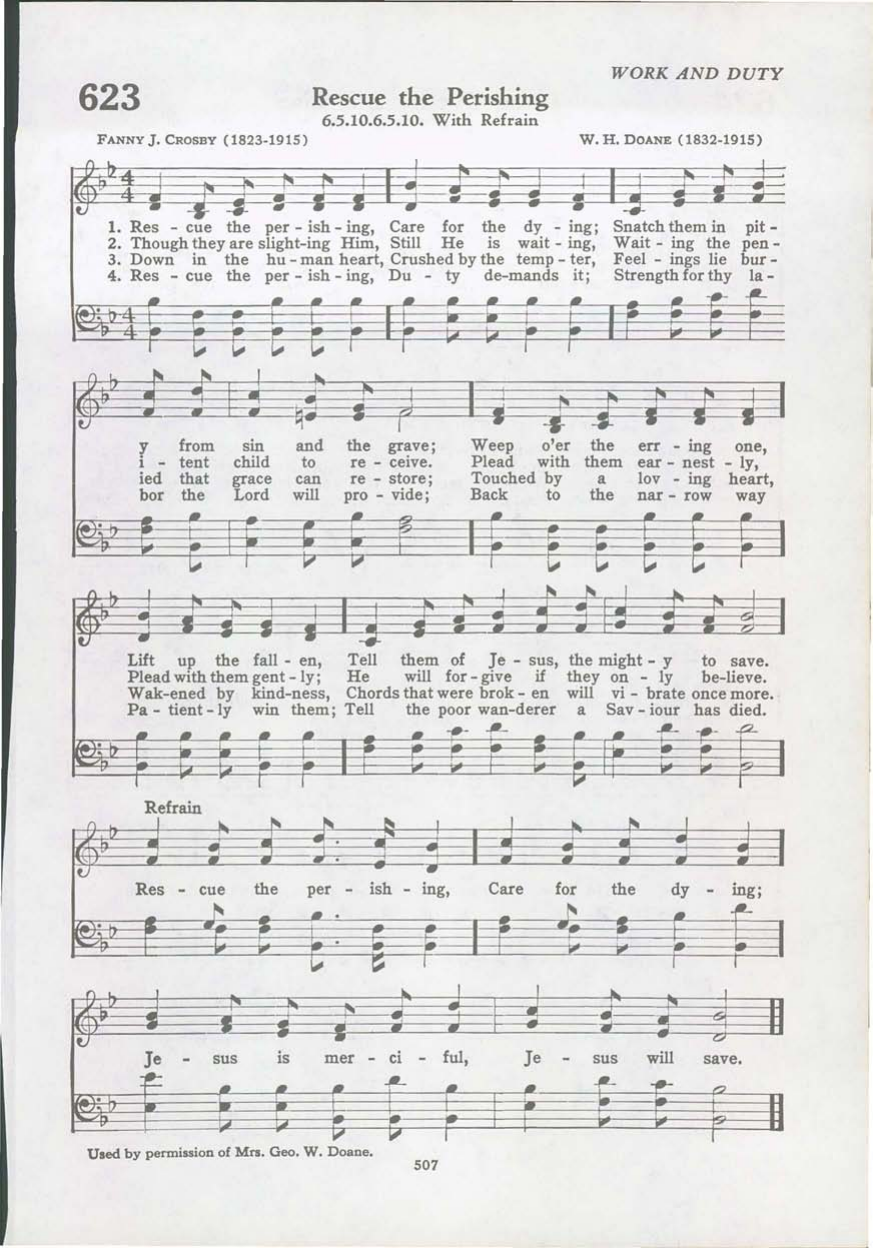 WORK AND DUTY
623
Rescue the Perishing
6.5.10.6.5.10. With Refrain
FANNY J. CROSBY (1823-1915) W. H. DOANE (1832-1915)
4 4
1. Res - cue the per - ish - ing, Care for the dy - ing; Snatch them in pit -
2. Though they are slight-ing Him, Still He is wait - ing, Wait - ing the pen -
3. Down in the hu - man heart, Crushed by the temp - ter, Feel - ings lie bur -
4. Res - cue the per - ish - ing, Du - ty de-mands it; Strength for thy la -
4 4
y from sin and the grave; Weep o'er the err - ing one,
i - tent child to re - ceive. Plead with them ear - nest - ly,
ied that grace can re - store; Touched by a lov - ing heart,
bor the Lord will pro - vide; Back to the nar - row way
Lift up the fall - en, Tell them of Je - sus, the might - y to save.
Plead with them gent - ly; He will for - give if they on - ly be-lieve.
Wak-ened by kind-ness, Chords that were brok - en will vi - brate once more.
Pa - tient - ly win them; Tell the poor wan-derer a Sav - iour has died.
Refrain
Res - cue the per - ish - ing, Care for the dy - ing;
Je - sus is mer - ci - ful, Je - sus will save.
Used by permission of Mrs. Geo. W. Doane.
507